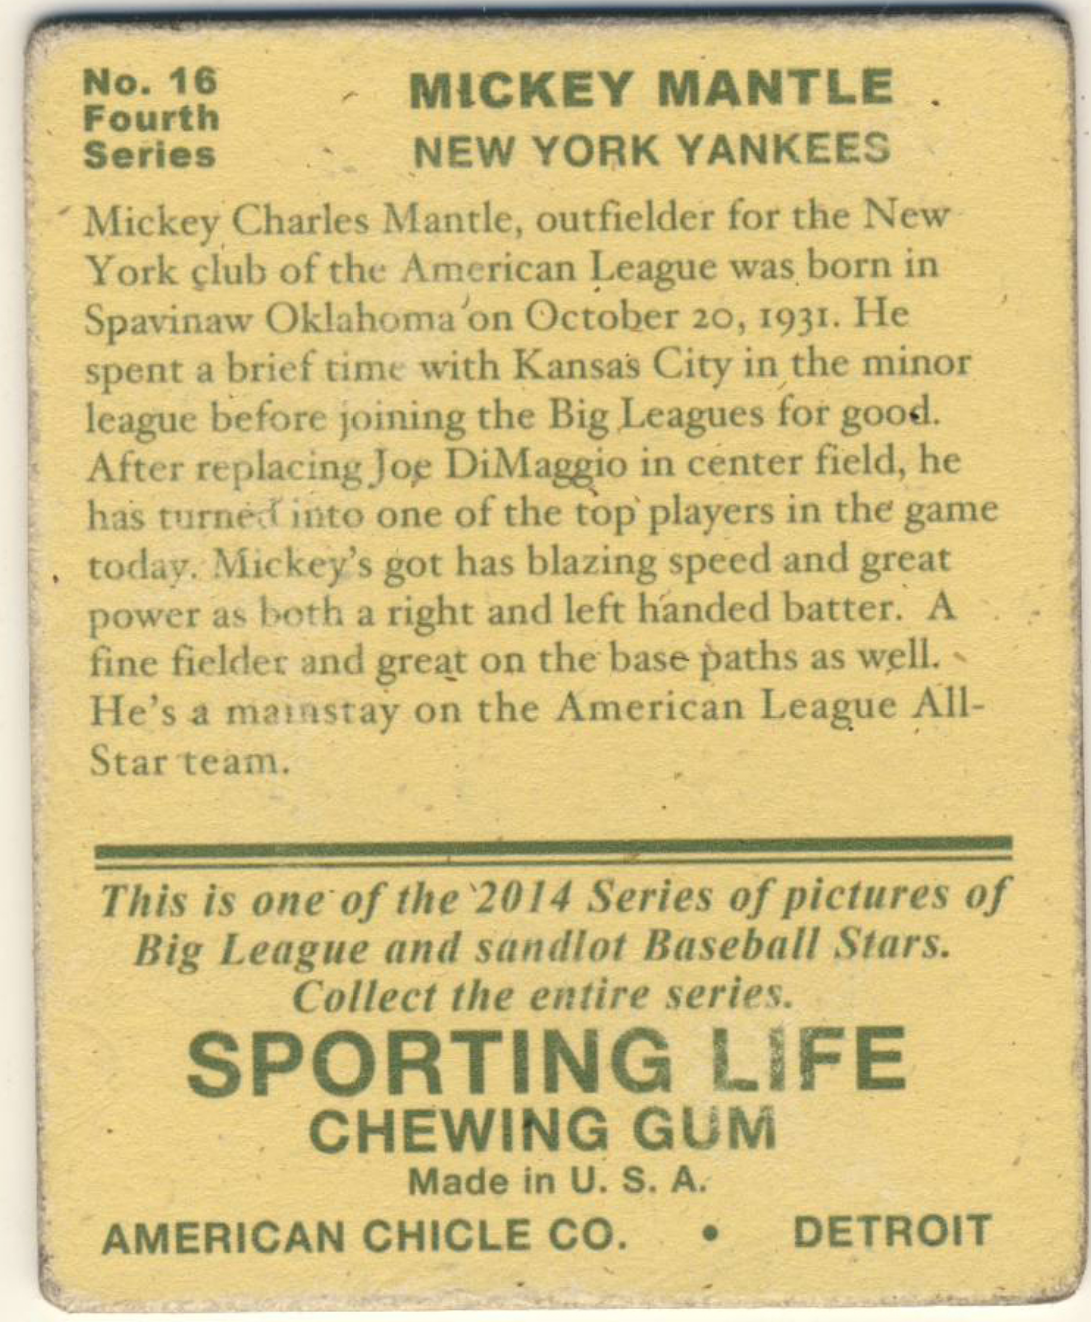 No. 16
Fourth
Series
MICKEY MANTLE
NEW YORK YANKEES
Mickey Charles Mantle, outfielder for the New
York club of the American League was born in
Spavinaw Oklahoma on October 20, 1931. He
spent a brief time with Kansas City in the minor
league before joining the Big Leagues for good.
After replacing Joe DiMaggio in center field, he
has turned into one of the top players in the game
today. Mickey's got has blazing speed and great
power as both a right and left handed batter. A
fine fielder and great on the base paths as well.
He's a mainstay on the American League All-
Star team.
This is one of the 2014 Series of pictures of
Big League and sandlot Baseball Stars.
Collect the entire series.
SPORTING LIFE
CHEWING GUM
Made in U. S. A.
AMERICAN CHICLE CO. • DETROIT